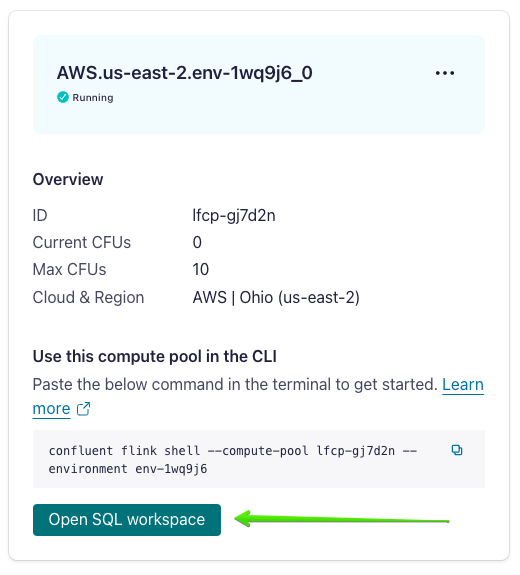 AWS.us-east-2.env-1wq9j6_0
Running
Overview
ID lfcp-gj7d2n
Current CFUs 0
Max CFUs 10
Cloud & Region AWS | Ohio (us-east-2)
Use this compute pool in the CLI
Paste the below command in the terminal to get started. Learn
more
confluent flink shell --compute-pool lfcp-gj7d2n --
environment env-1wq9j6
Open SQL workspace